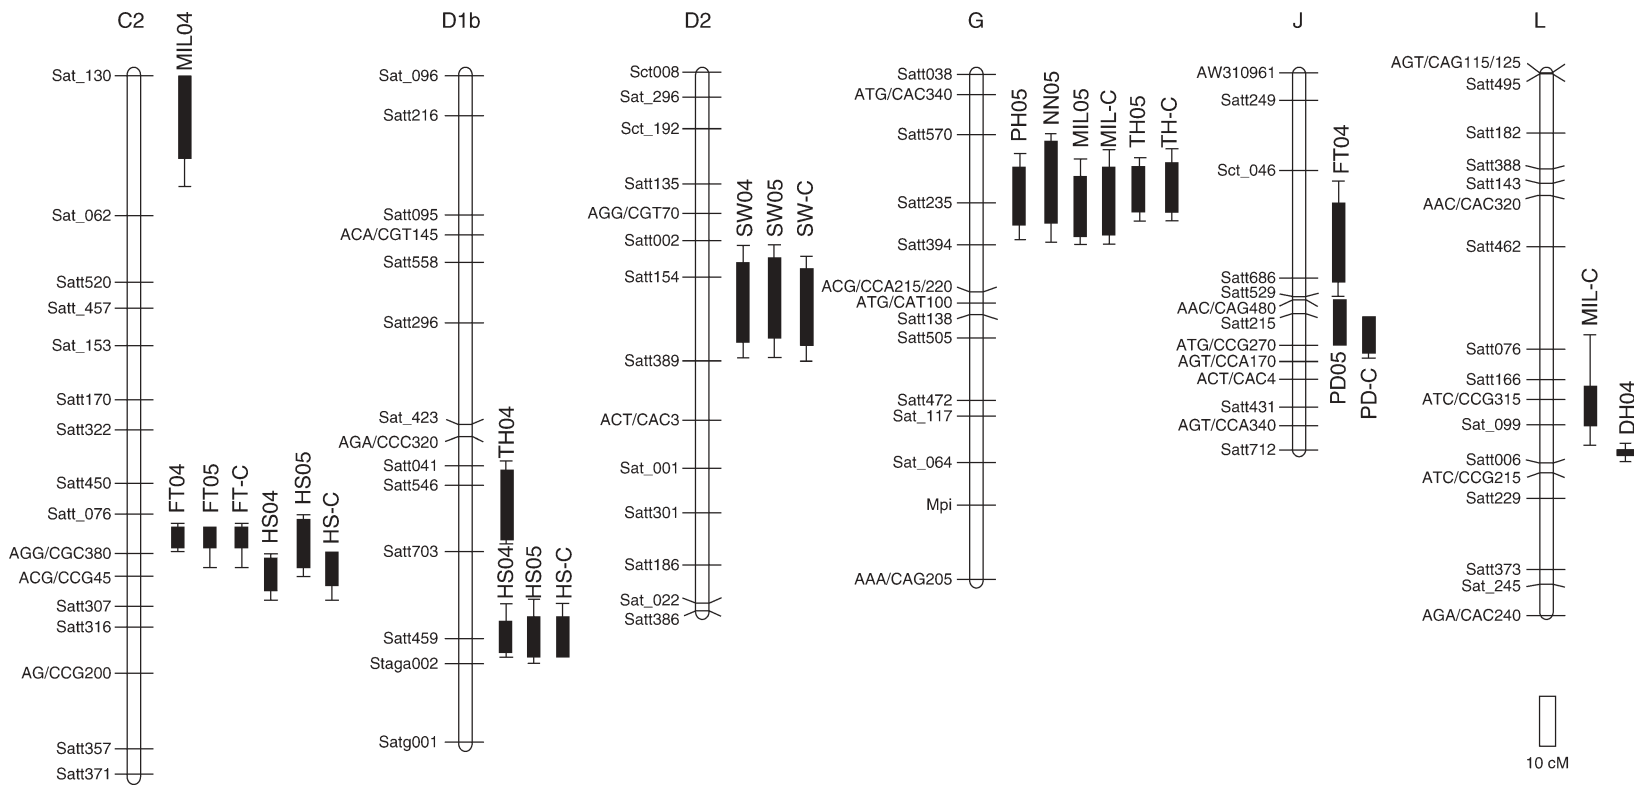 C2
MIL04
Sat_130
Sat_062
Satt520
Satt_457
Sat_153
Satt170
Satt322
Satt450
Satt_076
AGG/CGC380
ACG/CCG45
Satt307
Satt316
AG/CCG200
Satt357
Satt371
FT04
FT05
FT-C
HS04
HS05
HS-C
D1b
Sat_096
Satt216
Satt095
ACA/CGT145
Satt558
Satt296
Sat_423
AGA/CCC320
Satt041
Satt546
Satt703
Satt459
Staga002
Satg001
TH04
HS04
HS05
HS-C
D2
Sct008
Sat_296
Sct_192
Satt135
AGG/CGT70
Satt002
Satt154
Satt389
ACT/CAC3
Sat_001
Satt301
Satt186
Sat_022
Satt386
SW04
SW05
SW-C
G
Satt038
ATG/CAC340
Satt570
Satt235
Satt394
ACG/CCA215/220
ATG/CAT100
Satt138
Satt505
Satt472
Sat_117
Sat_064
Mpi
AAA/CAG205
PH05
NN05
MIL05
MIL-C
TH05
TH-C
J
AW310961
Satt249
Sct_046
Satt686
Satt529
AAC/CAG480
Satt215
ATG/CCG270
AGT/CCA170
ACT/CAC4
Satt431
AGT/CCA340
Satt712
FT04
PD05
PD-C
L
AGT/CAG115/125
Satt495
Satt182
Satt388
Satt143
AAC/CAC320
Satt462
Satt076
Satt166
ATC/CCG315
Sat_099
Satt006
ATC/CCG215
Satt229
Satt373
Sat_245
AGA/CAC240
MIL-C
DH04
10 cM